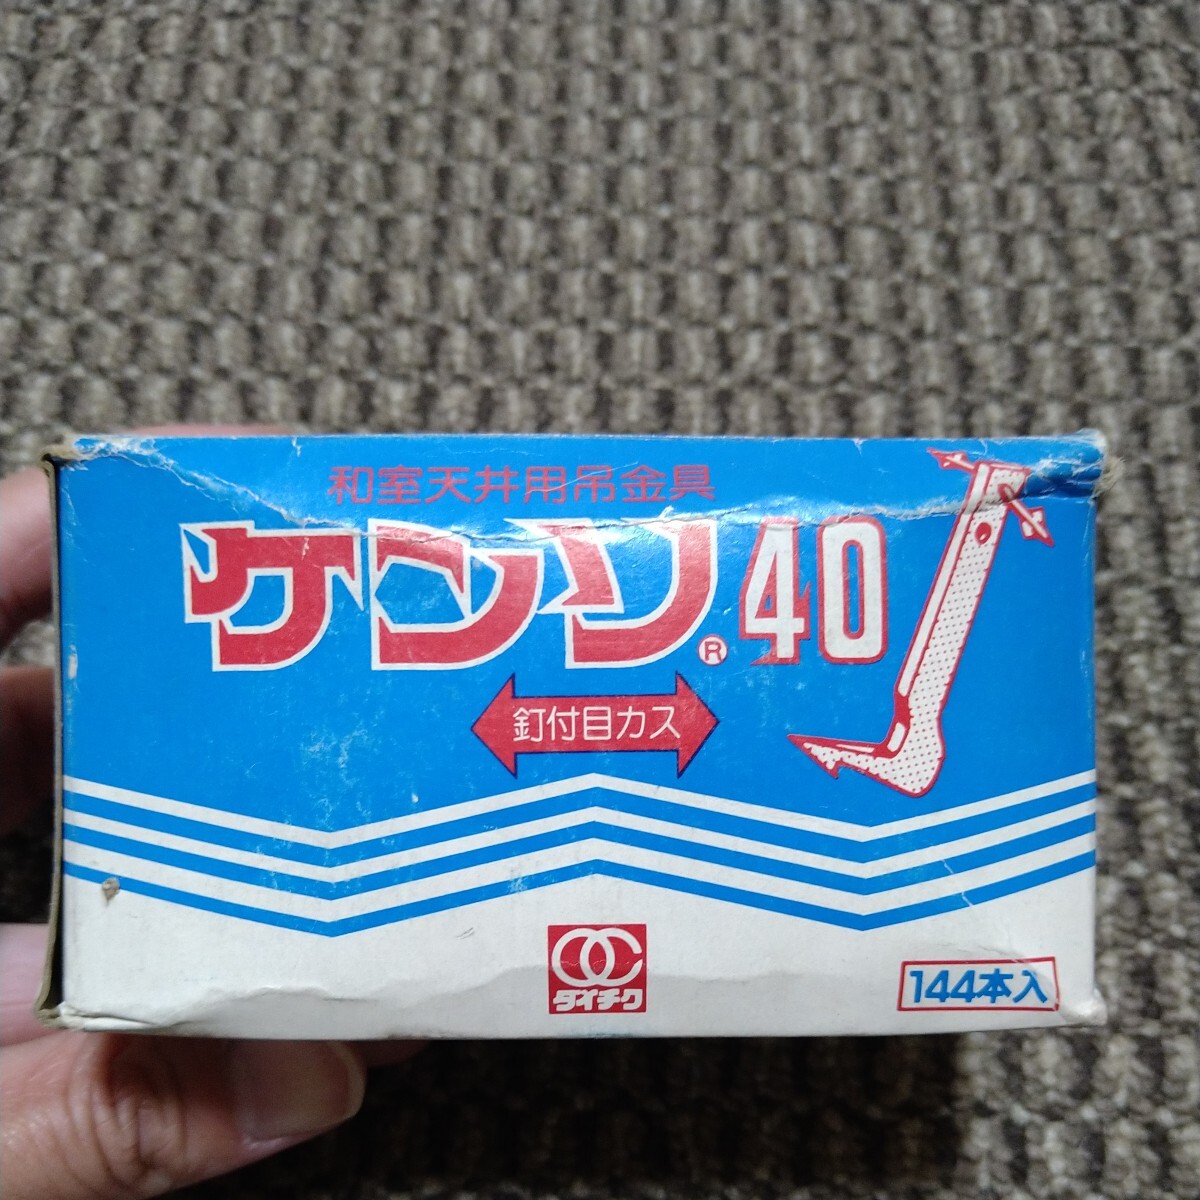 和室天井用吊金具
ケンソ®40
釘付目カス
ダイチク
144本入